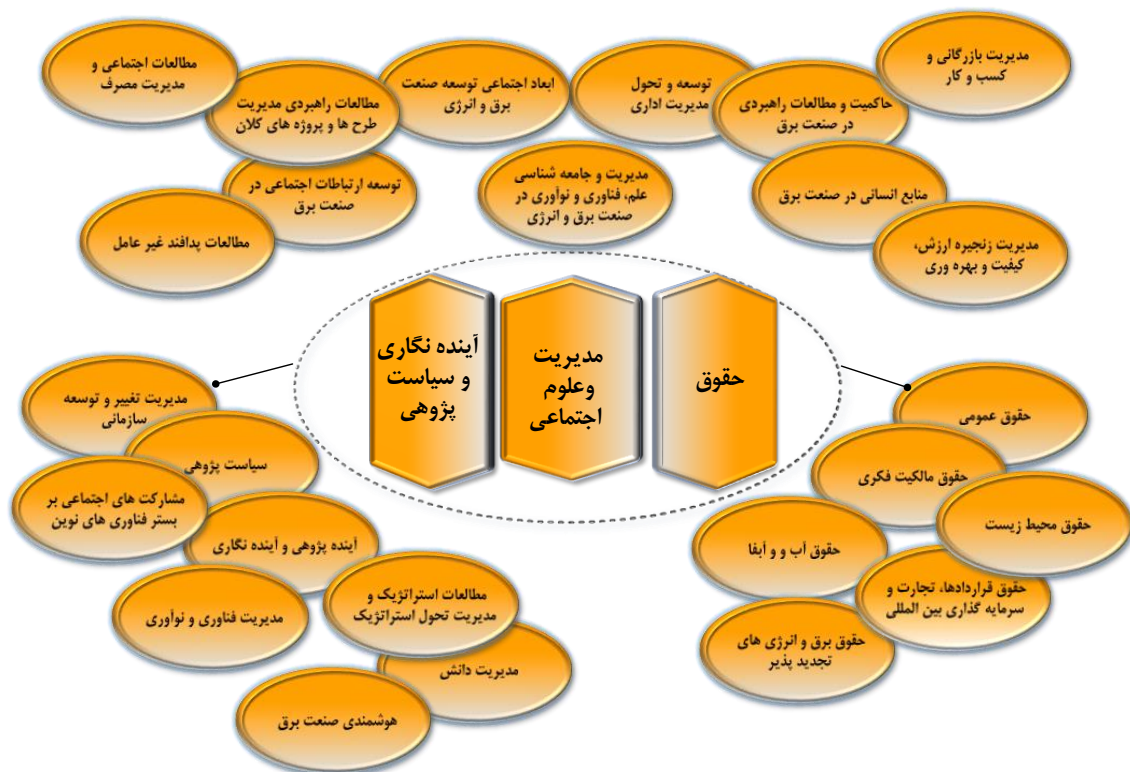 مدیریت بازرگانی و
کسب و کار
حاکمیت و مطالعات راهبردی
در صنعت برق
توسعه و تحول
مدیریت اداری
ابعاد اجتماعی توسعه صنعت
برق و انرژی
مطالعات راهبردی مدیریت
طرح ها و پروژه های کلان
مطالعات اجتماعی و
مدیریت مصرف
منابع انسانی در صنعت برق
مدیریت و جامعه شناسی
علم، فناوری و نوآوری در
صنعت برق و انرژی
توسعه ارتباطات اجتماعی در
صنعت برق
مدیریت زنجیره ارزش،
کیفیت و بهره وری
مطالعات پدافند غیر عامل
حقوق
مدیریت
وعلوم
اجتماعی
آینده نگاری
و سیاست
پژوهی
حقوق عمومی
حقوق مالکیت فکری
حقوق محیط زیست
حقوق آب و و آبفا
حقوق قراردادها، تجارت و
سرمایه گذاری بین المللی
حقوق برق و انرژی های
تجدید پذیر
مدیریت تغییر و توسعه
سازمانی
سیاست پژوهی
مشارکت های اجتماعی بر
بستر فناوری های نوین
آینده پژوهی و آینده نگاری
مطالعات استراتژیک و
مدیریت تحول استراتژیک
مدیریت فناوری و نوآوری
مدیریت دانش
هوشمندی صنعت برق